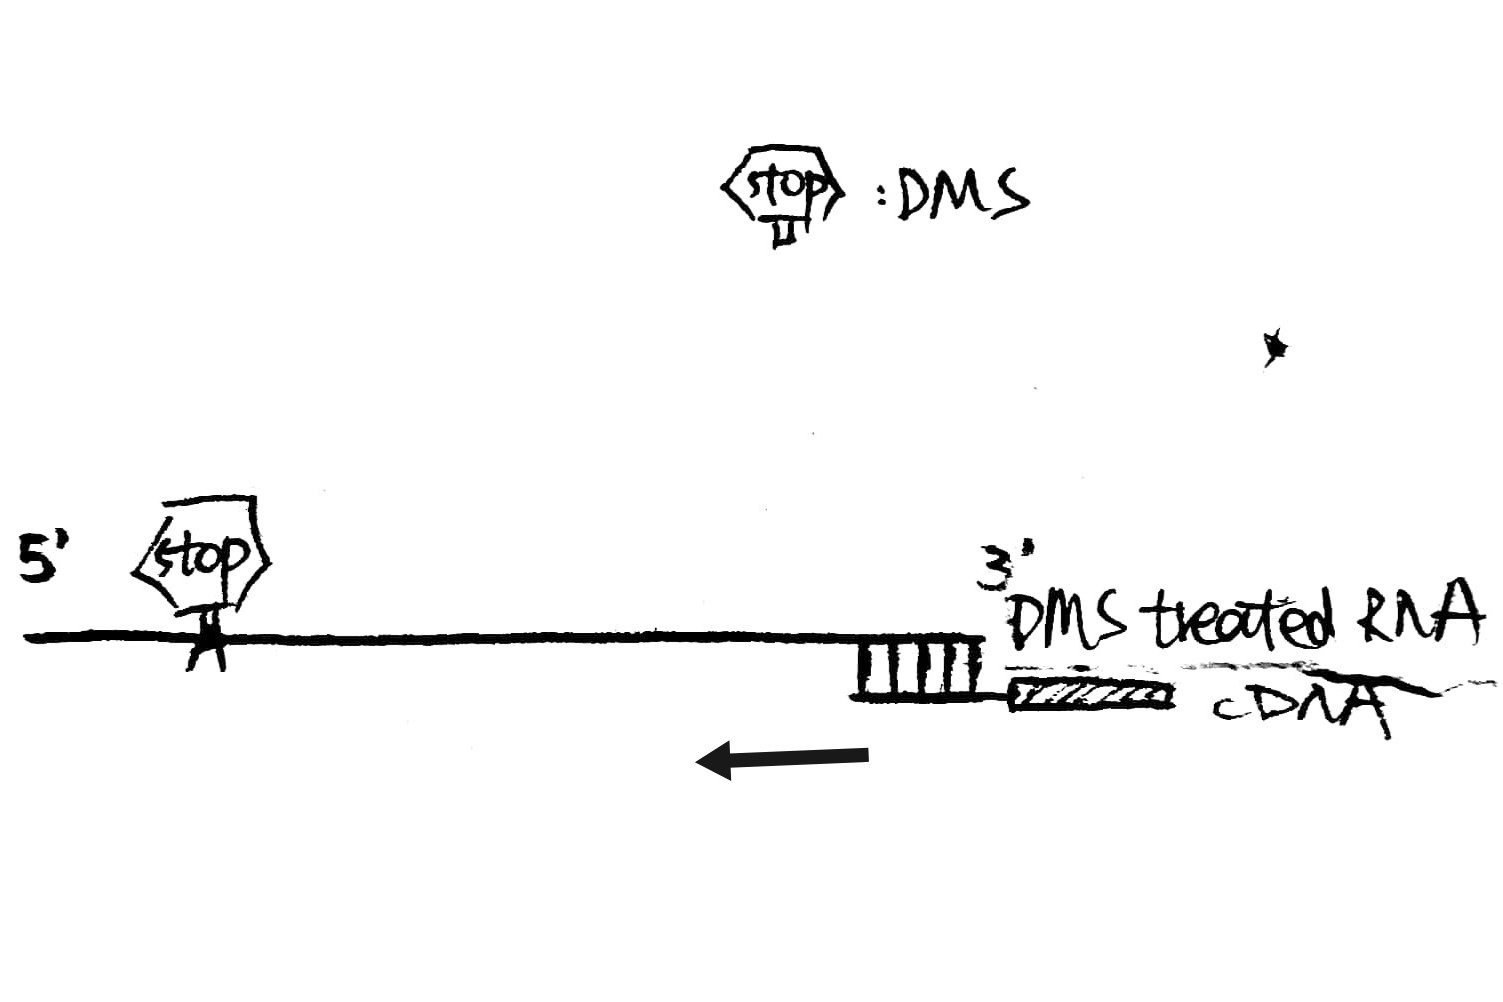 stop :DMS
5'
stop
3'
DMS treated RNA
cDNA
A